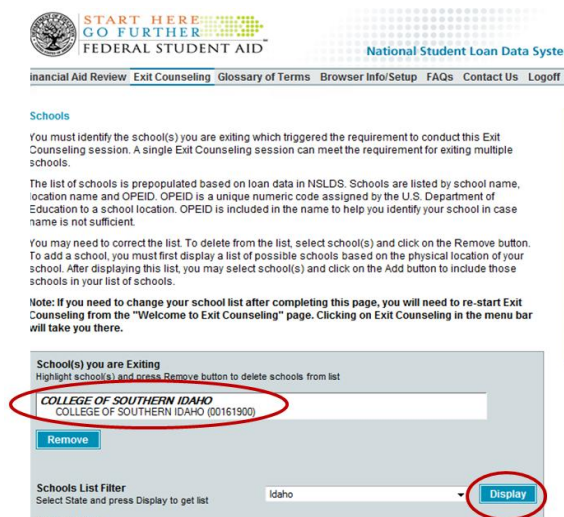 START HERE
GO FURTHER
FEDERAL STUDENT AID
National Student Loan Data Syste
inancial Aid Review Exit Counseling Glossary of Terms Browser Info/Setup FAQs Contact Us Logoff
Schools
You must identify the school(s) you are exiting which triggered the requirement to conduct this Exit
Counseling session. A single Exit Counseling session can meet the requirement for exiting multiple
schools.
The list of schools is prepopulated based on loan data in NSLDS. Schools are listed by school name,
location name and OPEID. OPEID is a unique numeric code assigned by the U.S. Department of
Education to a school location. OPEID is included in the name to help you identify your school in case
name is not sufficient.
You may need to correct the list. To delete from the list, select school(s) and click on the Remove button.
To add a school, you must first display a list of possible schools based on the physical location of your
school. After displaying this list, you may select school(s) and click on the Add button to include those
schools in your list of schools.
Note: If you need to change your school list after completing this page, you will need to re-start Exit
Counseling from the "Welcome to Exit Counseling" page. Clicking on Exit Counseling in the menu bar
will take you there.
School(s) you are Exiting
Highlight school(s) and press Remove button to delete schools from list
COLLEGE OF SOUTHERN IDAHO
COLLEGE OF SOUTHERN IDAHO (00161900)
Remove
Schools List Filter
Select State and press Display to get list
Idaho
Display